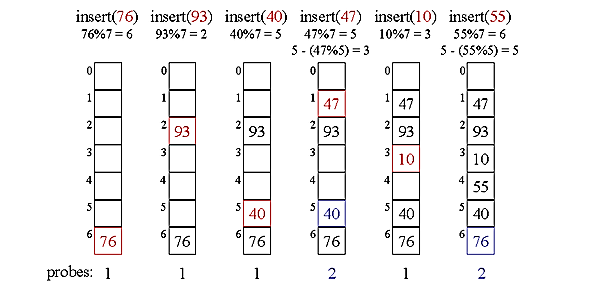 insert(76) insert(93) insert(40) insert(47) insert(10) insert(55)
76%7 = 6 93%7 = 2 40%7 = 5 47%7 = 5 10%7 = 3 55%7 = 6
5 - (47%5) = 3 5 - (55%5) = 5
0 0 0 0 0 0
1 1 1 1 47 1 47 1 47
2 2 93 2 93 2 93 2 93 2 93
3 3 3 3 3 10 3 10
4 4 4 4 4 4 55
5 5 5 40 5 40 5 40 5 40
6 76 6 76 6 76 6 76 6 76 6 76
probes: 1 1 1 2 1 2